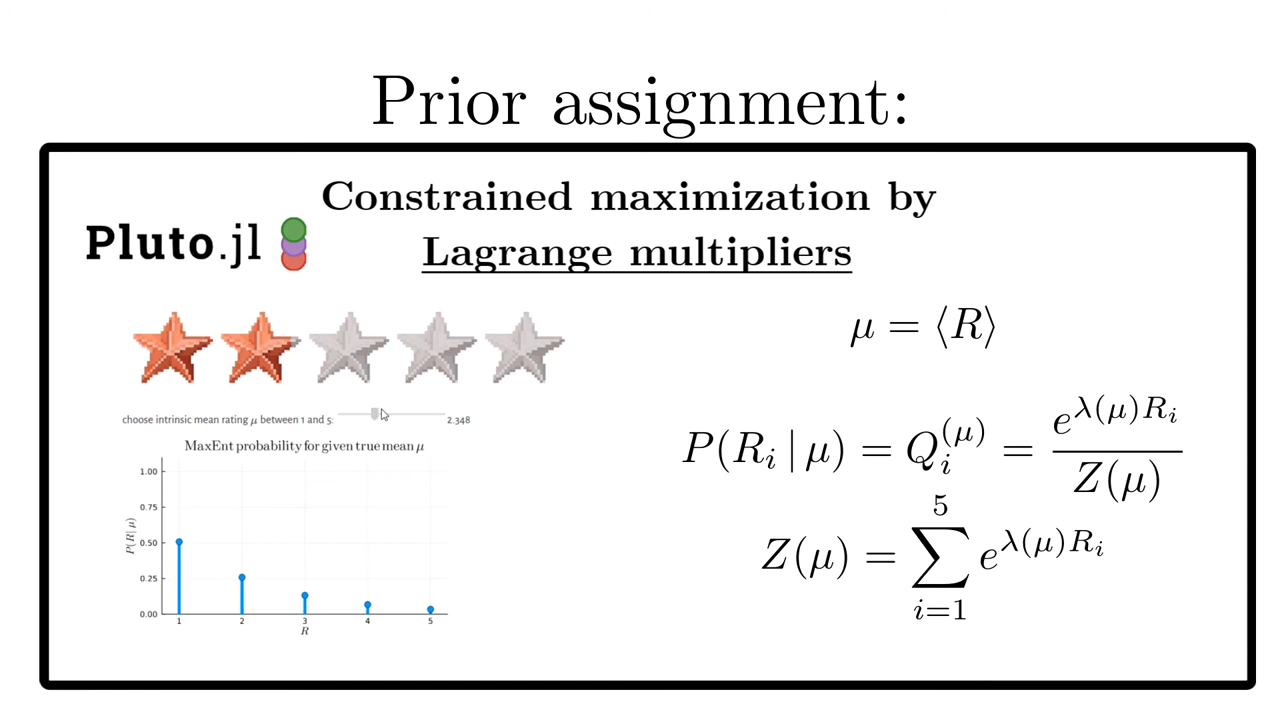 Prior assignment:
Constrained maximization by
Lagrange multipliers
Pluto.jl
μ = ⟨R⟩
choose intrinsic mean rating μ between 1 and 5:
2.348
P(R_i | μ) = Q_i^{(μ)} = \frac{e^{λ(μ)R_i}}{Z(μ)}
Z(μ) = \sum_{i=1}^{5} e^{λ(μ)R_i}
MaxEnt probability for given true mean μ
P(R| μ)
1.00
0.75
0.50
0.25
0.00
1 2 3 4 5
R